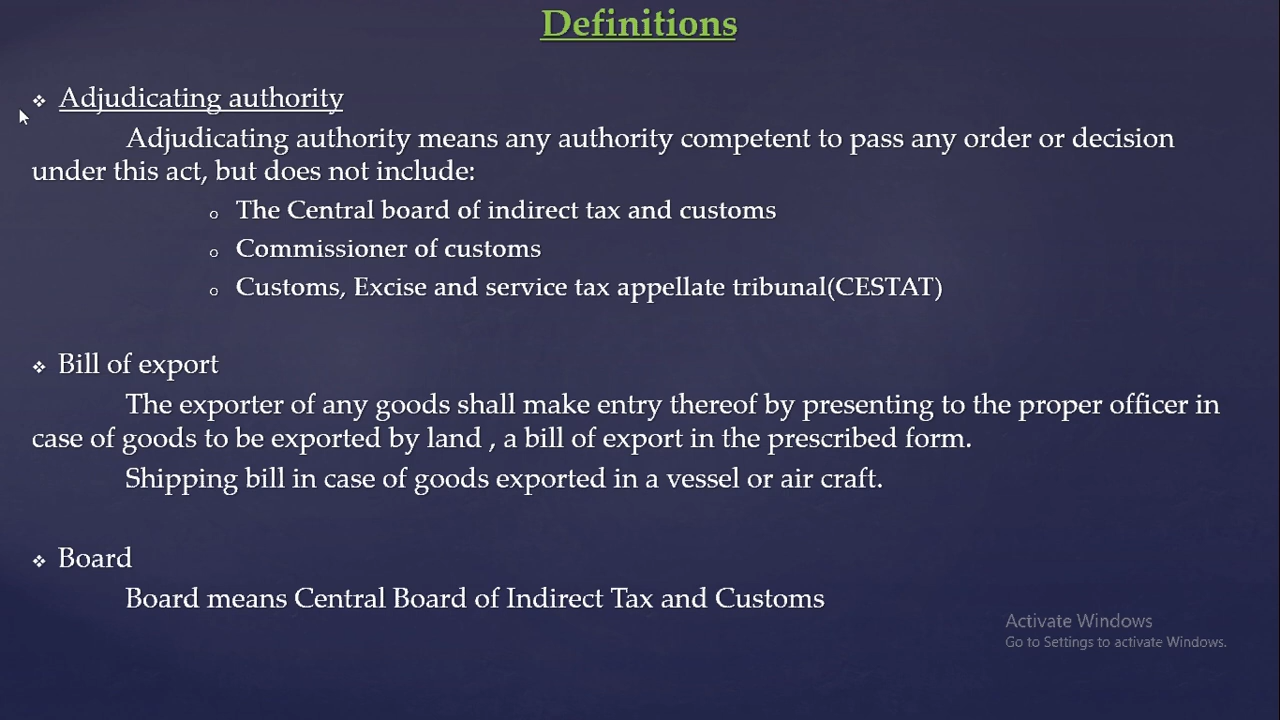 Definitions
❖ Adjudicating authority
Adjudicating authority means any authority competent to pass any order or decision
under this act, but does not include:
o The Central board of indirect tax and customs
o Commissioner of customs
o Customs, Excise and service tax appellate tribunal(CESTAT)
❖ Bill of export
The exporter of any goods shall make entry thereof by presenting to the proper officer in
case of goods to be exported by land , a bill of export in the prescribed form.
Shipping bill in case of goods exported in a vessel or air craft.
❖ Board
Board means Central Board of Indirect Tax and Customs
Activate Windows
Go to Settings to activate Windows.